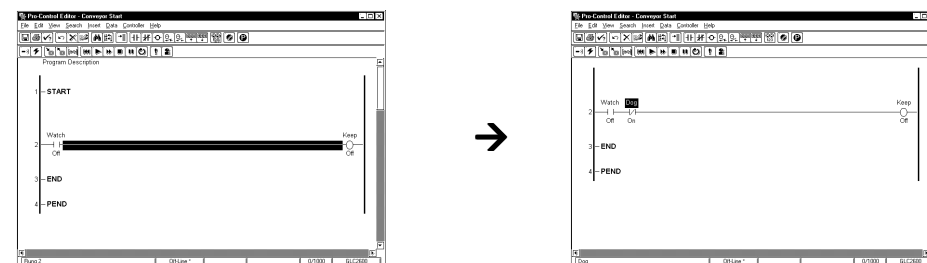 Pro-Control Editor - Conveyor Start
File Edit View Search Insert Data Controller Help
Program Description
1 START
Watch Keep
2
Off Off
3 END
4 PEND
Rung 2 Off-Line * 0/1000 GLC2600
Pro-Control Editor - Conveyor Start
File Edit View Search Insert Data Controller Help
Watch Dog Keep
2
Off On Off
3 END
4 PEND
Dog Off-Line * 0/1000 GLC2600